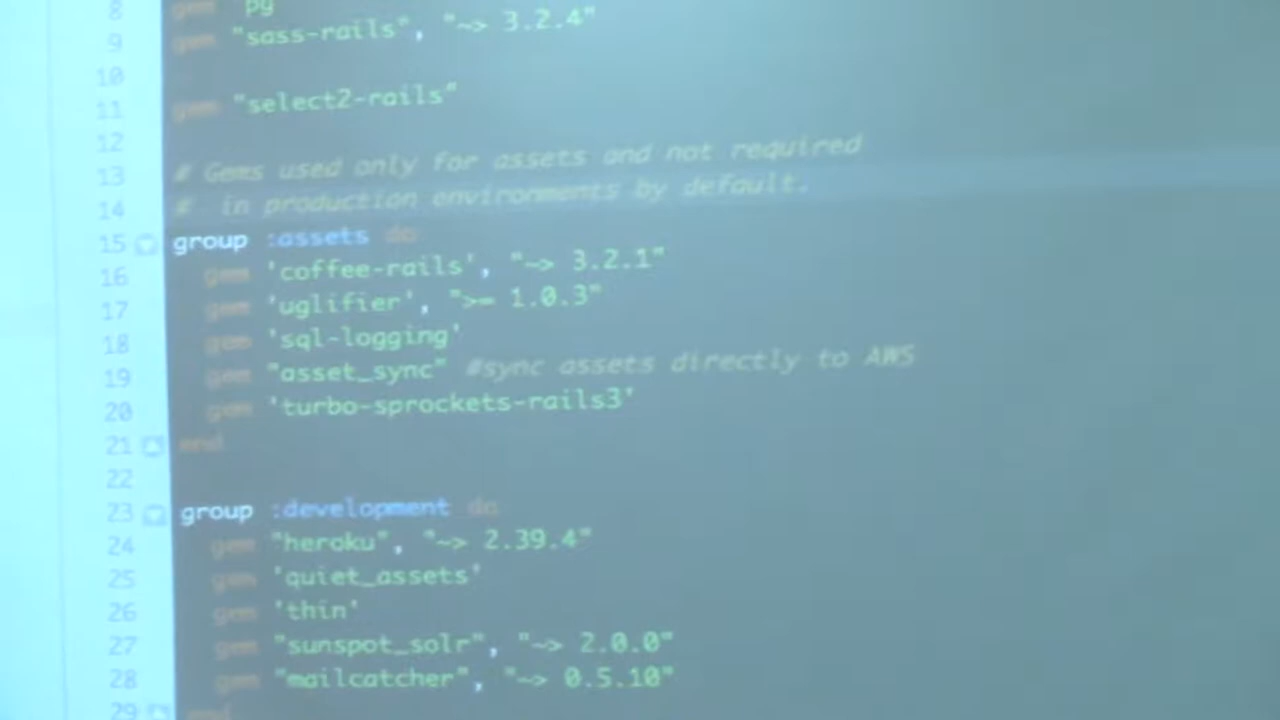 8 gem "pg
9 gem "sass-rails", "~> 3.2.4"
10
11 gem "select2-rails"
12
13 # Gems used only for assets and not required
14 #  in production environments by default.
15 group :assets do
16 gem 'coffee-rails', "~> 3.2.1"
17 gem 'uglifier', ">= 1.0.3"
18 gem 'sql-logging'
19 gem "asset_sync" #sync assets directly to AWS
20 gem 'turbo-sprockets-rails3'
21 end
22
23 group :development do
24 gem "heroku", "~> 2.39.4"
25 gem 'quiet_assets'
26 gem 'thin'
27 gem "sunspot_solr", "~> 2.0.0"
28 gem "mailcatcher", "~> 0.5.10"
29 end